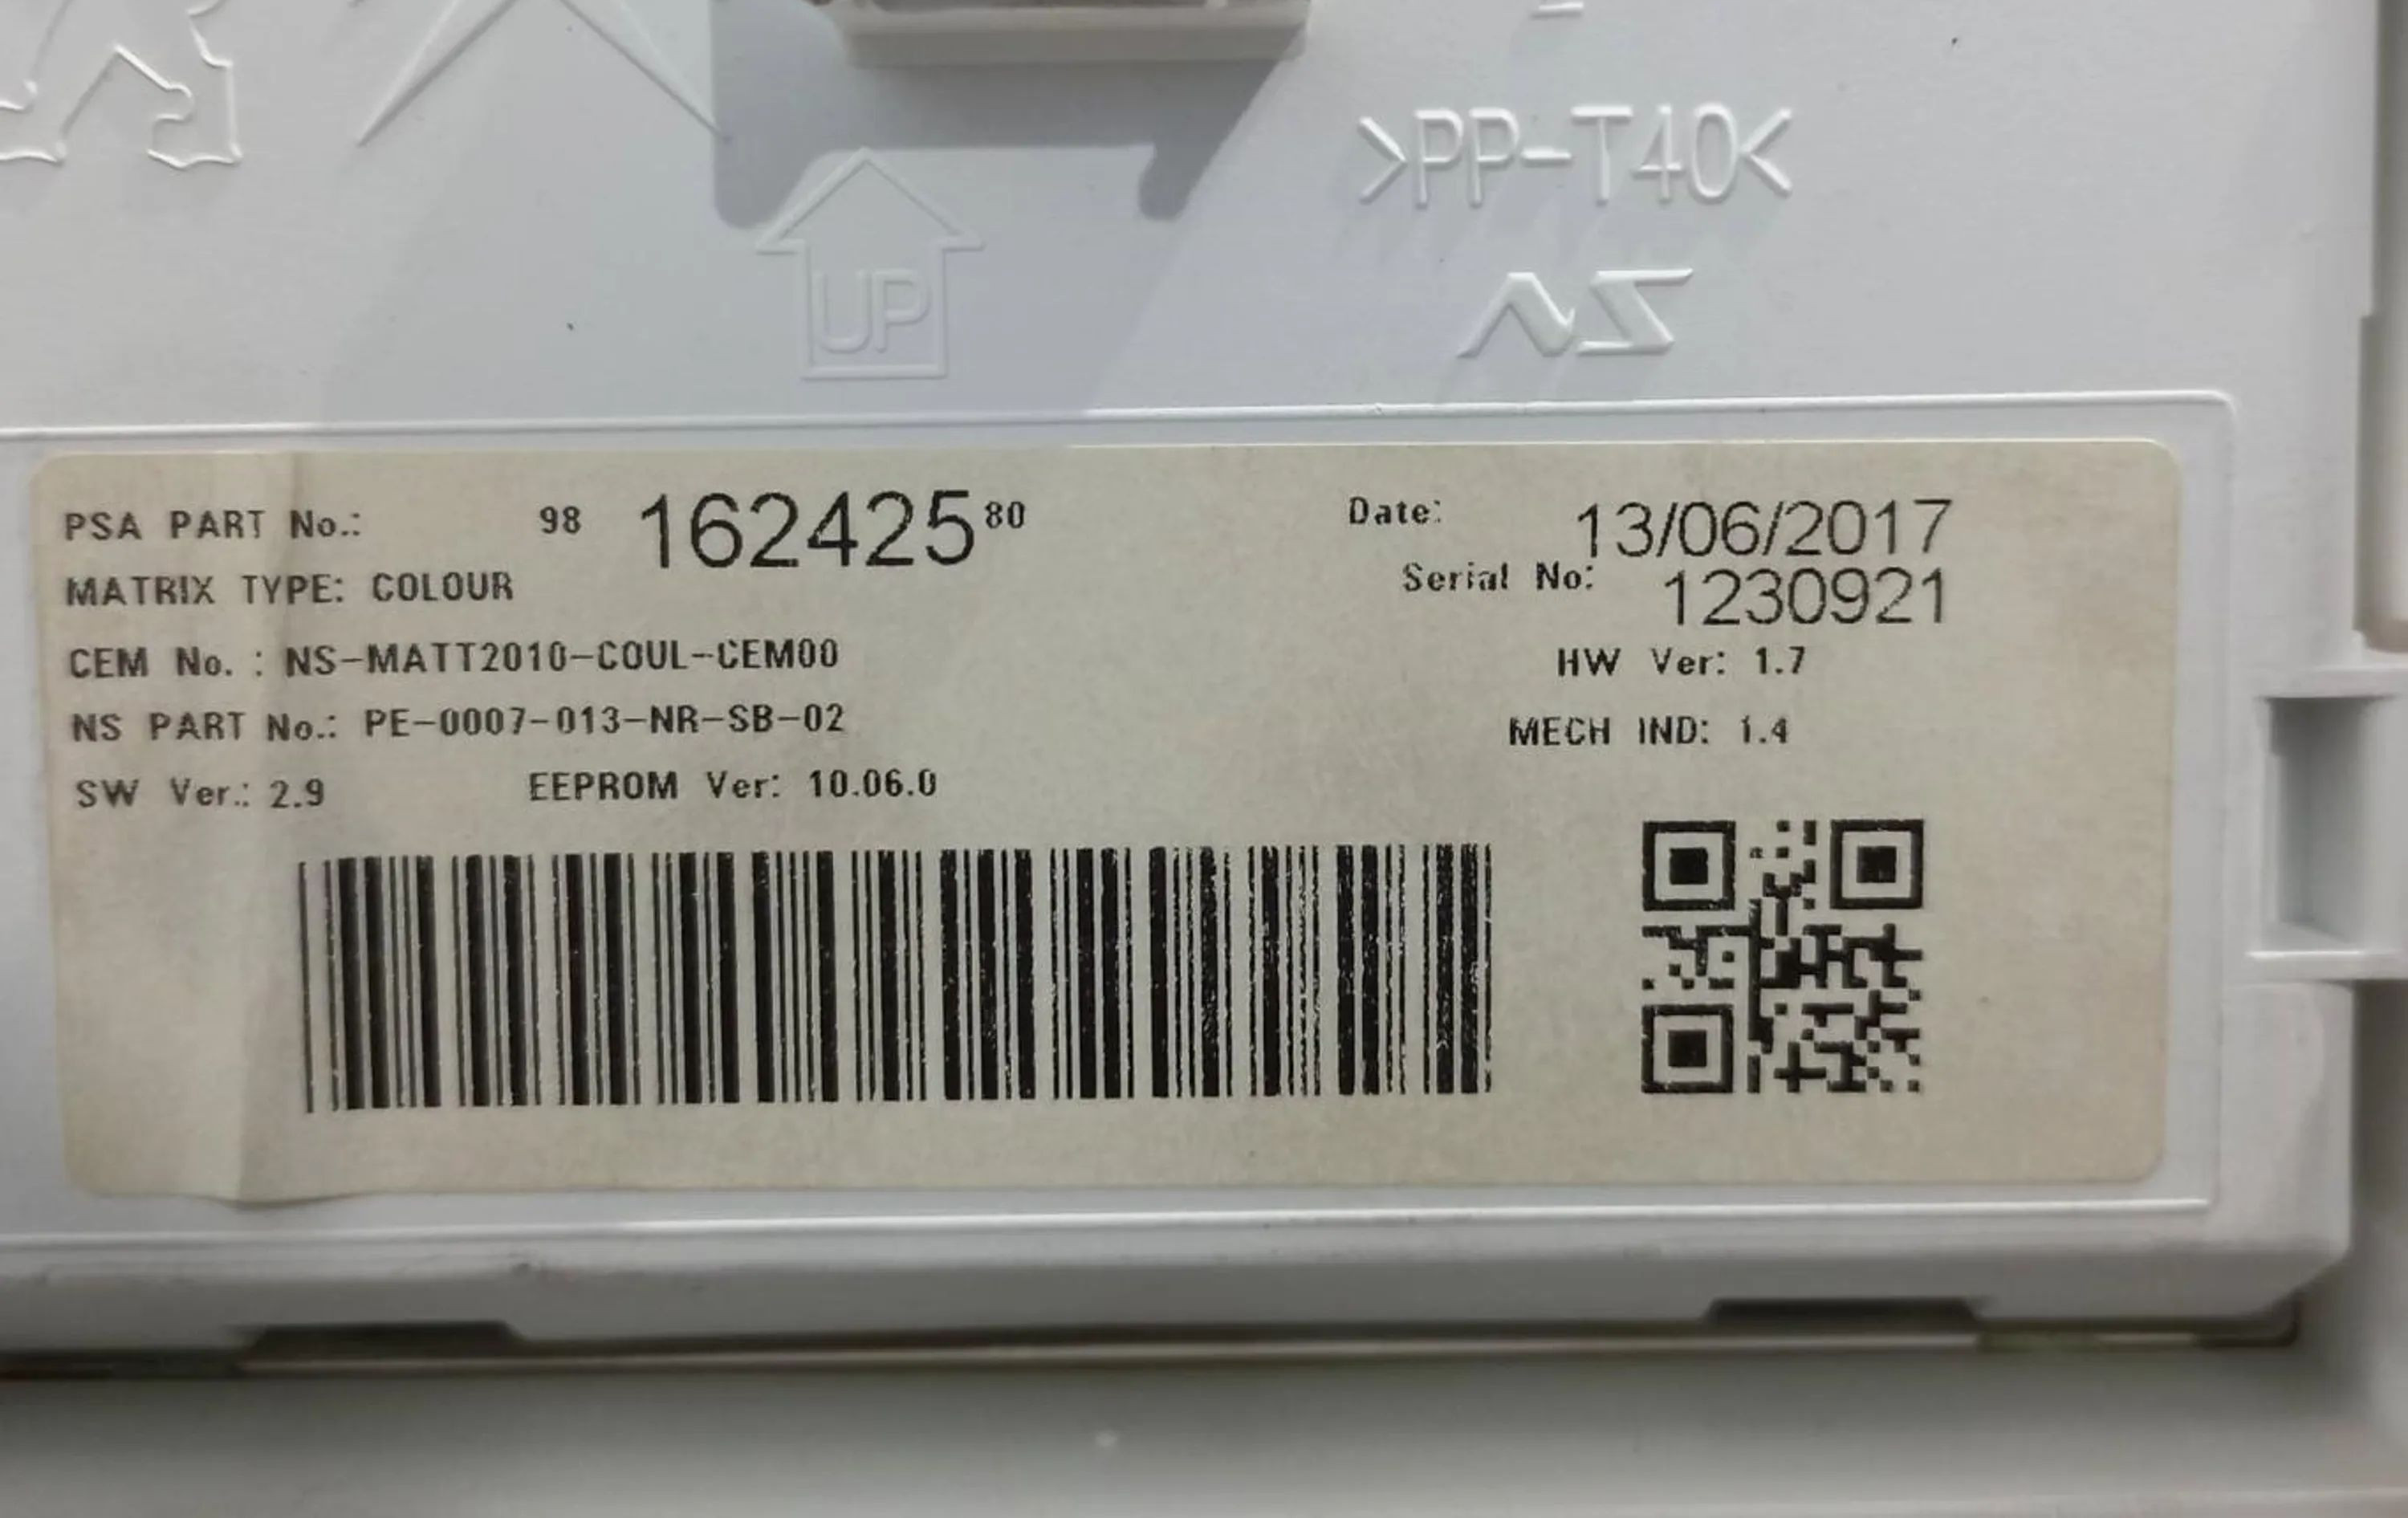 >PP-T40<
UP
NS
PSA PART No.: 98 162425 80
Date: 13/06/2017
MATRIX TYPE: COLOUR
Serial No: 1230921
CEM No. : NS-MATT2010-COUL-CEM00
HW Ver: 1.7
NS PART No.: PE-0007-013-NR-SB-02
MECH IND: 1.4
SW Ver.: 2.9 EEPROM Ver: 10.06.0